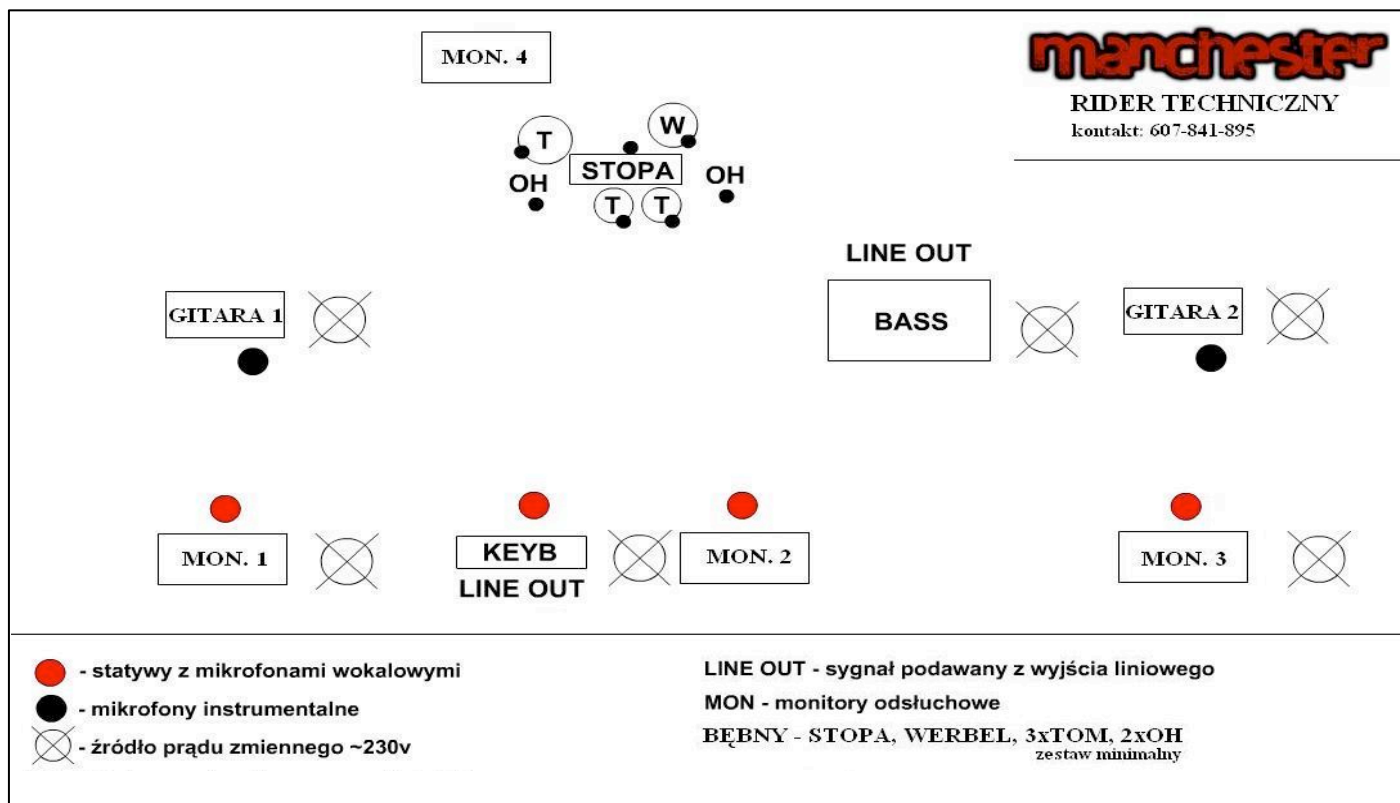 manchester
RIDER TECHNICZNY
kontakt: 607-841-895
MON. 4
T
W
STOPA
OH
OH
T
T
LINE OUT
GITARA 1
BASS
GITARA 2
MON. 1
KEYB
MON. 2
MON. 3
LINE OUT
- statywy z mikrofonami wokalowymi
- mikrofony instrumentalne
- źródło prądu zmiennego ~230v
LINE OUT - sygnał podawany z wyjścia liniowego
MON - monitory odsłuchowe
BĘBNY - STOPA, WERBEL, 3xTOM, 2xOH
zestaw minimalny